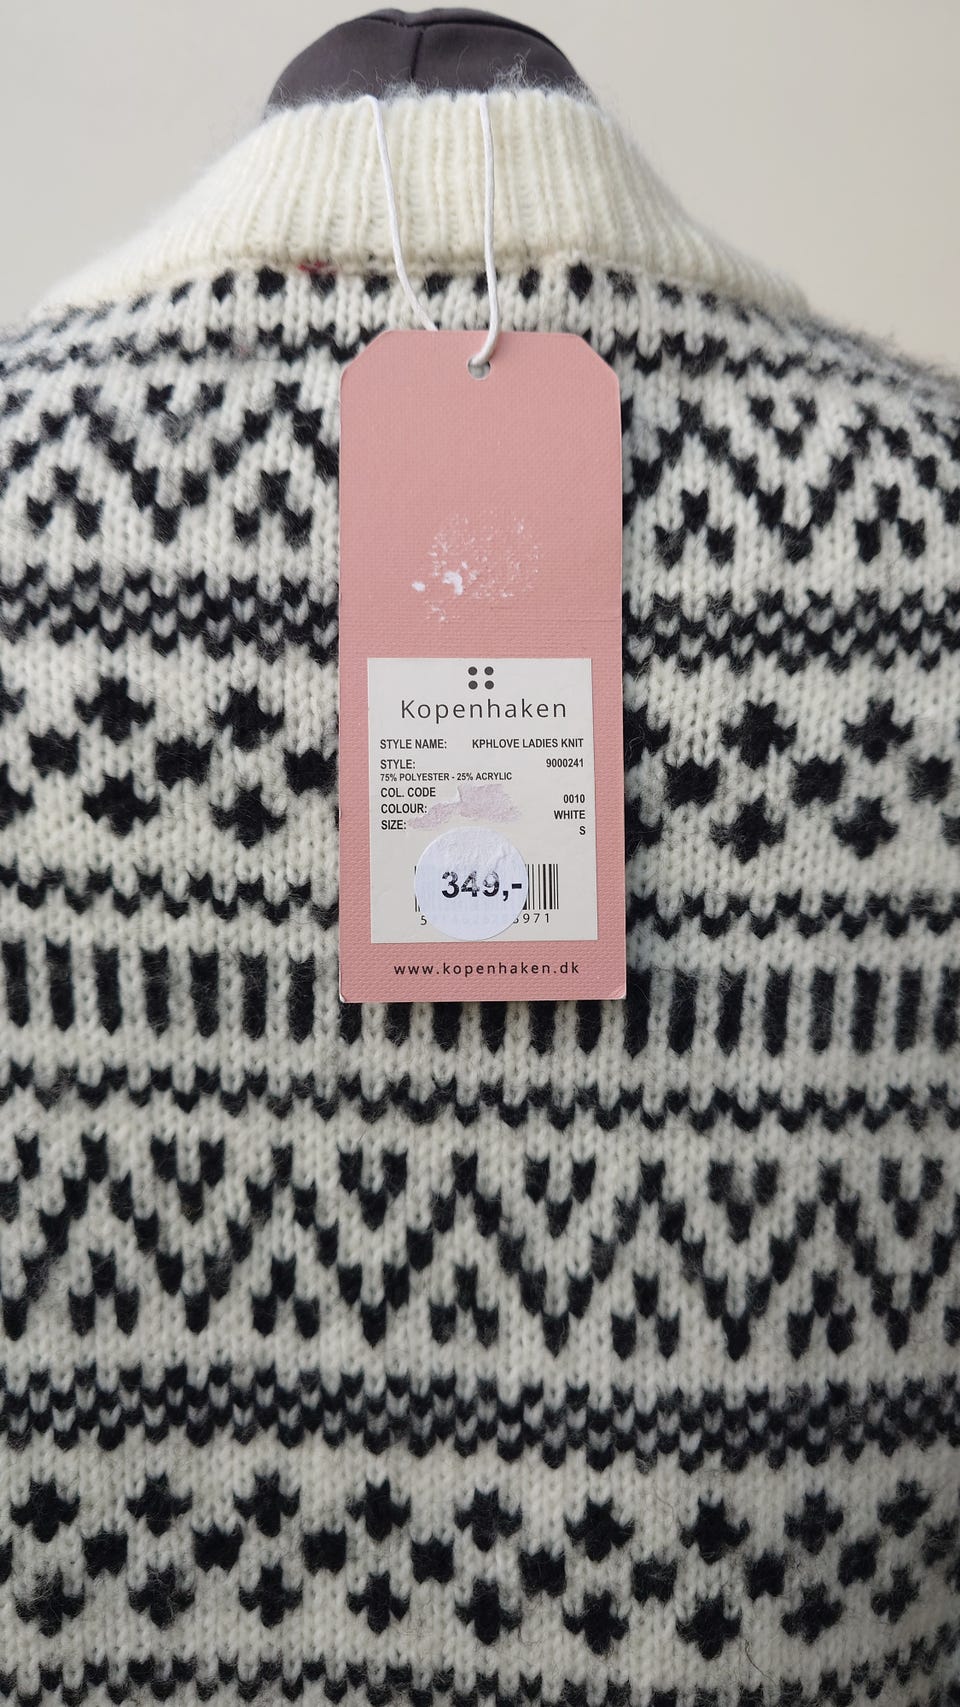 Kopenhaken
STYLE NAME: KPHLOVE LADIES KNIT
STYLE: 9000241
75% POLYESTER - 25% ACRYLIC
COL. CODE 0010
COLOUR: WHITE
SIZE: S
349,-
www.kopenhaken.dk